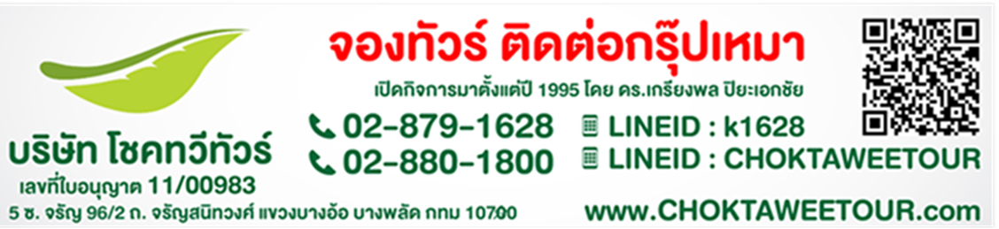 จองทัวร์ ติดต่อกรุ๊ปเหมา
เปิดกิจการมาตั้งแต่ปี 1995 โดย ดร.เกรียงพล ปิยะเอกชัย
02-879-1628 LINEID : k1628
02-880-1800 LINEID : CHOKTAWEETOUR
บริษัท โชคทวีทัวร์
เลขที่ใบอนุญาต 11/00983
5 ซ. จรัญ 96/2 ถ. จรัญสนิทวงศ์ แขวงบางอ้อ บางพลัด กทม
www.CHOKTAWEETOUR.com